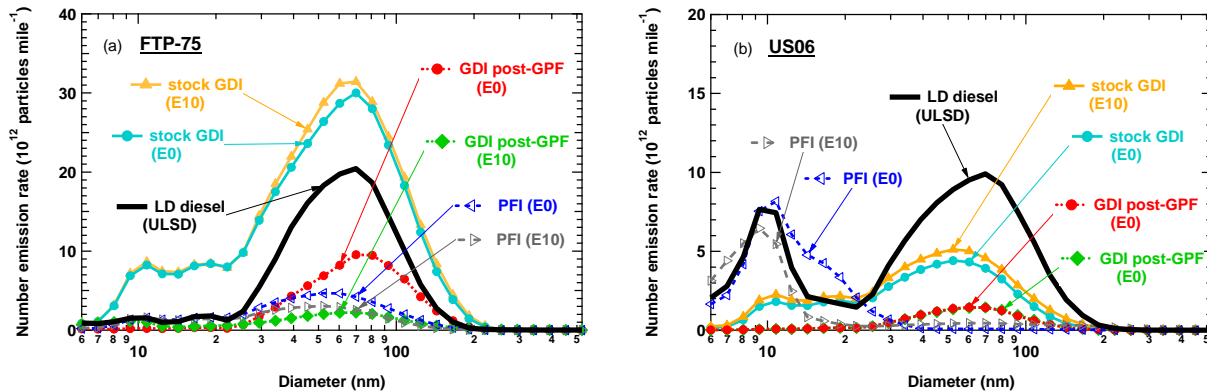 (a) FTP-75
40
30
20
10
0
Number emission rate (10¹² particles mile⁻¹)
stock GDI
(E10)
stock GDI
(E0)
LD diesel
(ULSD)
GDI post-GPF
(E0)
GDI post-GPF
(E10)
PFI (E0)
PFI (E10)
6 7 8 9 2 3 4 5 6 7 8 9 2 3 4 5
10 100
Diameter (nm)
(b) US06
20
15
10
5
0
Number emission rate (10¹² particles mile⁻¹)
PFI (E10)
PFI (E0)
LD diesel
(ULSD)
stock GDI
(E10)
stock GDI
(E0)
GDI post-GPF
(E0)
GDI post-GPF
(E0)
6 7 8 9 2 3 4 5 6 7 8 9 2 3 4 5
10 100
Diameter (nm)